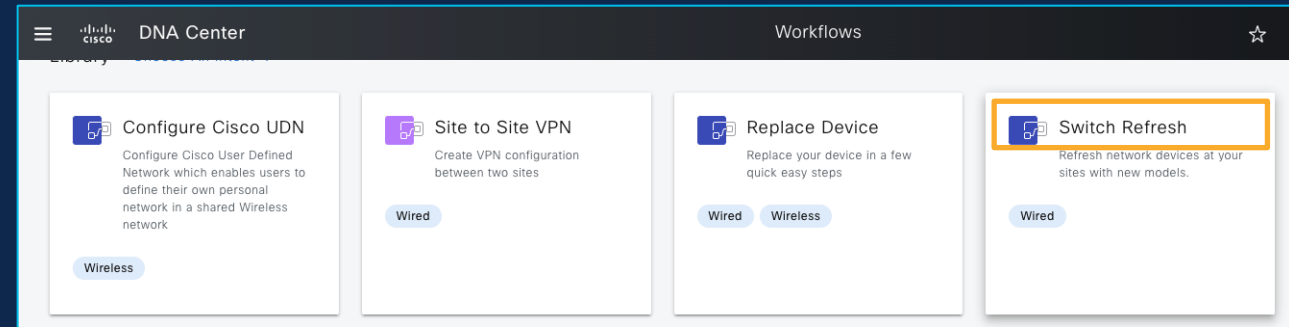 CISCO
DNA Center
Workflows
Configure Cisco UDN
Configure Cisco User Defined
Network which enables users to
define their own personal
network in a shared Wireless
network
Wireless
Site to Site VPN
Create VPN configuration
between two sites
Wired
Replace Device
Replace your device in a few
quick easy steps
Wired Wireless
Switch Refresh
Refresh network devices at your
sites with new models.
Wired